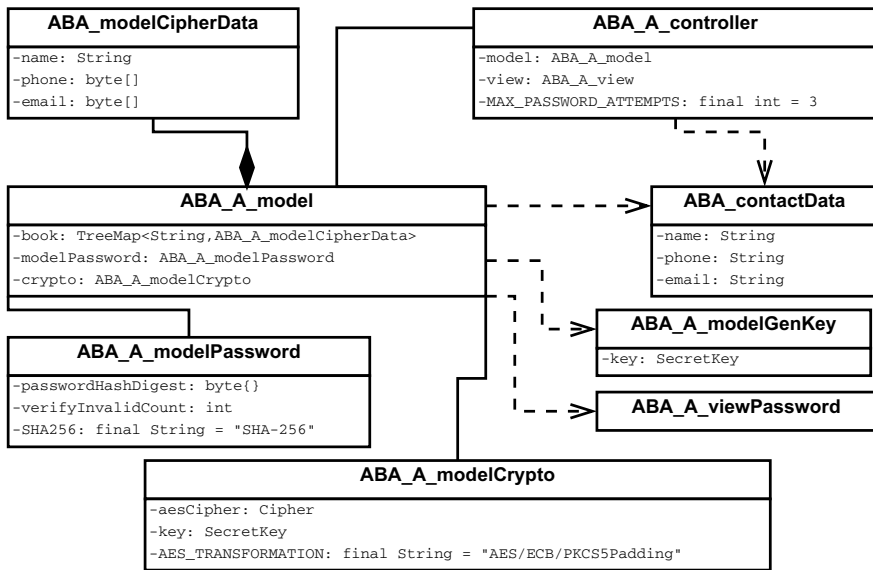 ABA_modelCipherData
-name: String
-phone: byte[]
-email: byte[]
ABA_A_controller
-model: ABA_A_model
-view: ABA_A_view
-MAX_PASSWORD_ATTEMPTS: final int = 3
ABA_A_model
-book: TreeMap<String,ABA_A_modelCipherData>
-modelPassword: ABA_A_modelPassword
-crypto: ABA_A_modelCrypto
ABA_contactData
-name: String
-phone: String
-email: String
ABA_A_modelGenKey
-key: SecretKey
ABA_A_modelPassword
-passwordHashDigest: byte{}
-verifyInvalidCount: int
-SHA256: final String = "SHA-256"
ABA_A_viewPassword
ABA_A_modelCrypto
-aesCipher: Cipher
-key: SecretKey
-AES_TRANSFORMATION: final String = "AES/ECB/PKCS5Padding"